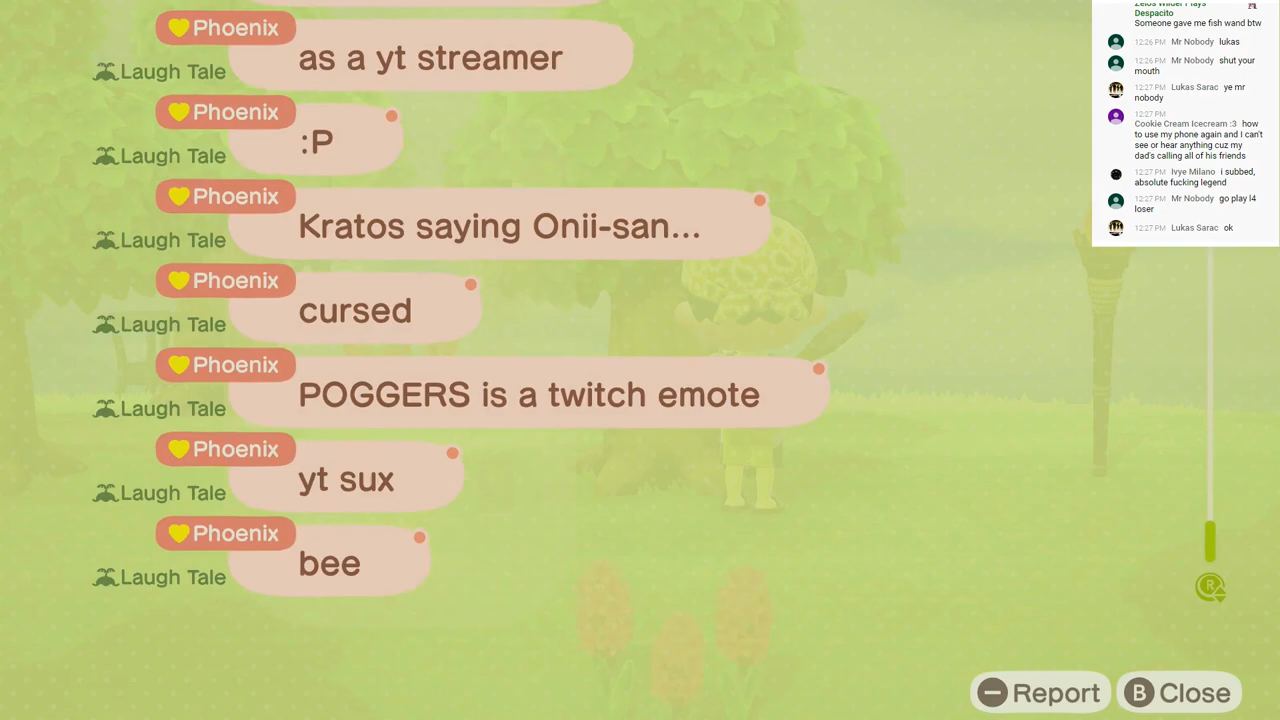 Phoenix
as a yt streamer
Laugh Tale
Phoenix
:P
Laugh Tale
Phoenix
Kratos saying Onii-san...
Laugh Tale
Phoenix
cursed
Laugh Tale
Phoenix
POGGERS is a twitch emote
Laugh Tale
Phoenix
yt sux
Laugh Tale
Phoenix
bee
Laugh Tale
Zelos Wilder Plays
Despacito
Someone gave me fish wand btw
12:26 PM Mr Nobody lukas
12:26 PM Mr Nobody shut your
mouth
12:27 PM Lukas Sarac ye mr
nobody
12:27 PM
Cookie Cream Icecream :3 how
to use my phone again and I can't
see or hear anything cuz my
dad's calling all of his friends
12:27 PM Ivye Milano i subbed,
absolute fucking legend
12:27 PM Mr Nobody go play l4
loser
12:27 PM Lukas Sarac ok
R
Report
B Close